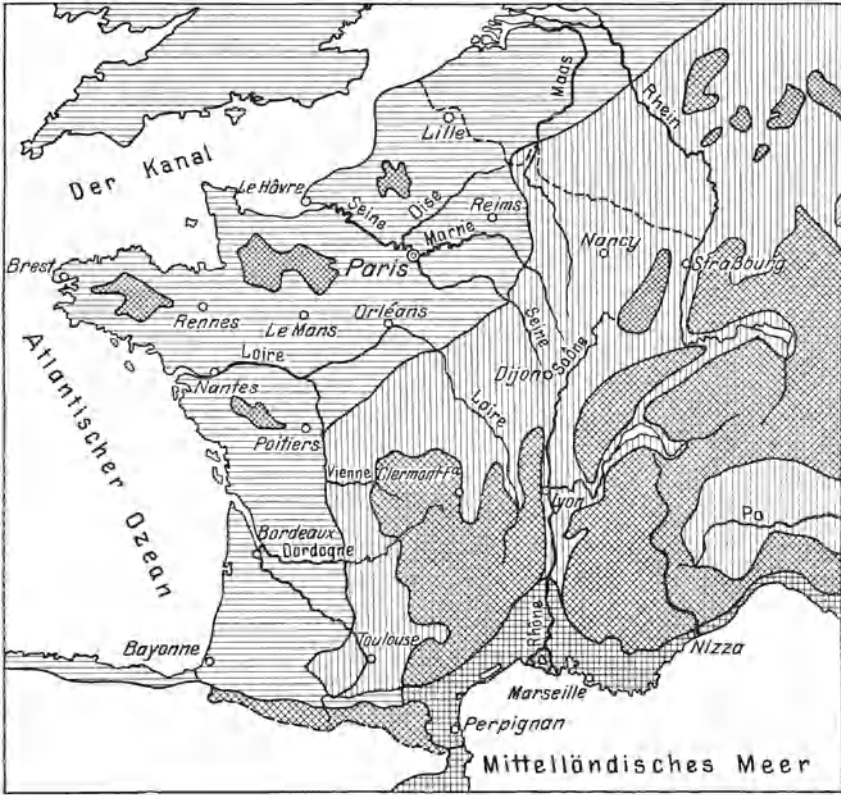 Maas
Rhein
Lille
Der Kanal
Le Hôvre
Seine
Oise
Reims
Marne
Nancy
Paris
Straßburg
Brest
Rennes
Le Mans
Orléans
Seine
Saône
Loire
Dijon
Nantes
Loire
Poitiers
Atlantischer Ozean
Vienne
Clermont-Fd
Lyon
Po
Bordeaux
Dordogne
Rhône
Toulouse
Bayonne
Nizza
Marseille
Perpignan
Mittelländisches Meer